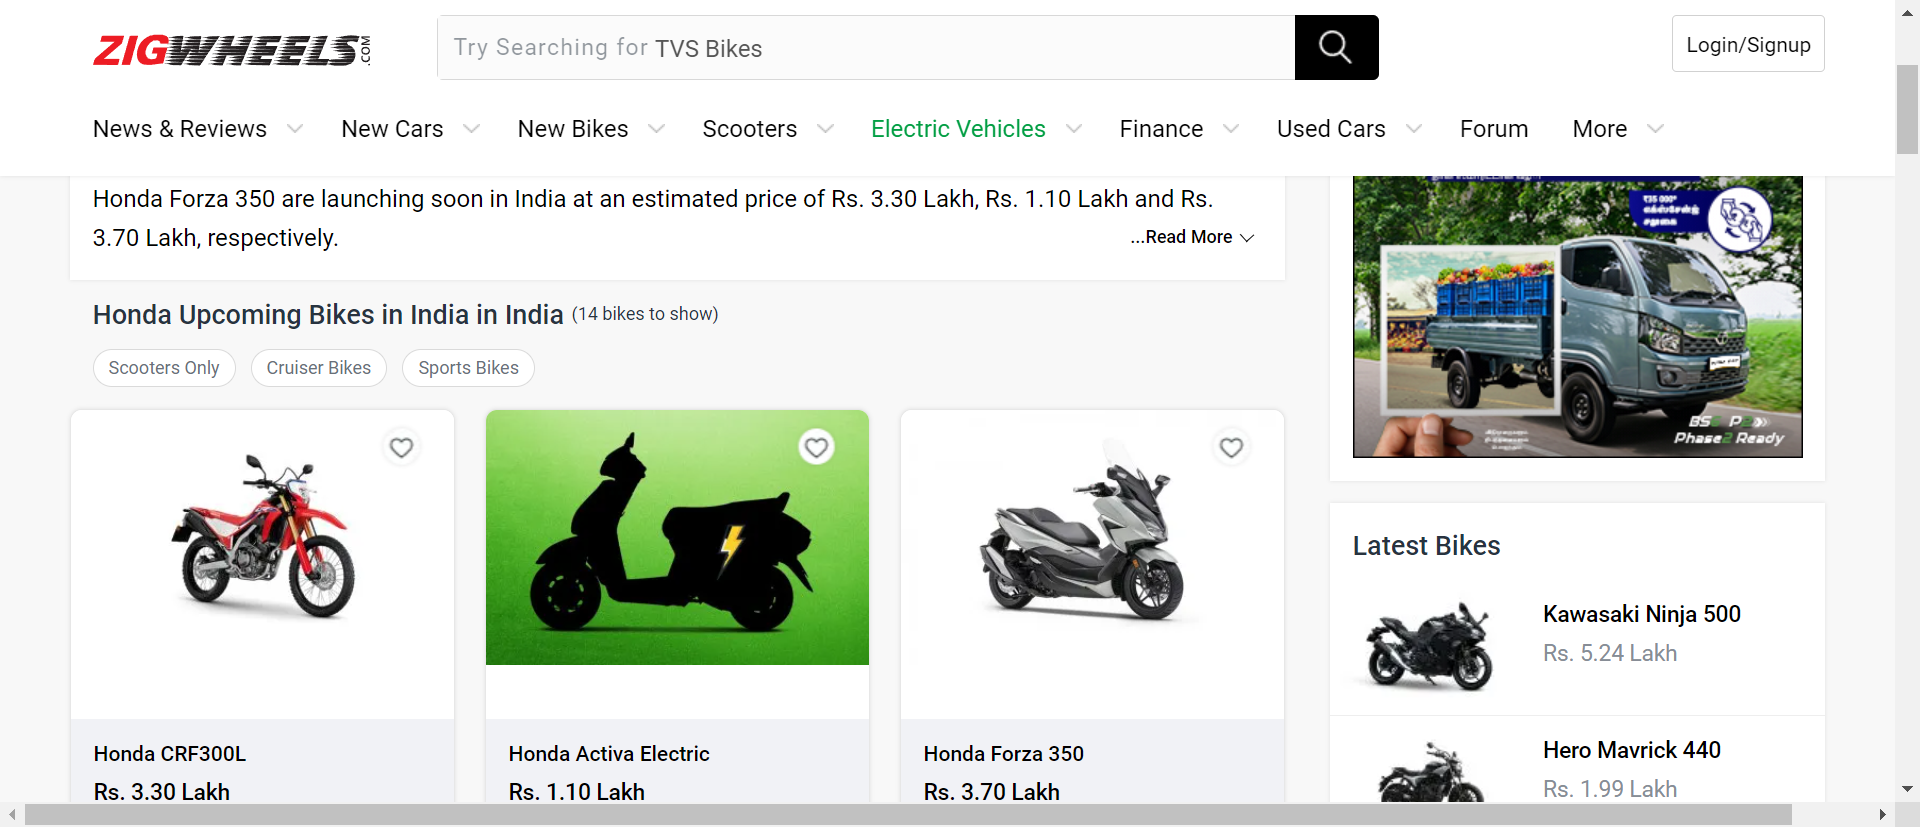 ZIGWHEELS.COM
Try Searching for TVS Bikes
Login/Signup
News & Reviews
New Cars
New Bikes
Scooters
Electric Vehicles
Finance
Used Cars
Forum
More
Honda Forza 350 are launching soon in India at an estimated price of Rs. 3.30 Lakh, Rs. 1.10 Lakh and Rs.
3.70 Lakh, respectively.
...Read More
Honda Upcoming Bikes in India in India (14 bikes to show)
Scooters Only
Cruiser Bikes
Sports Bikes
Honda CRF300L
Rs. 3.30 Lakh
Honda Activa Electric
Rs. 1.10 Lakh
Honda Forza 350
Rs. 3.70 Lakh
₹35 000*
எக்ஸ்சேஞ்ச்
சலுகை
BS6 P2
Phase2 Ready
Latest Bikes
Kawasaki Ninja 500
Rs. 5.24 Lakh
Hero Mavrick 440
Rs. 1.99 Lakh